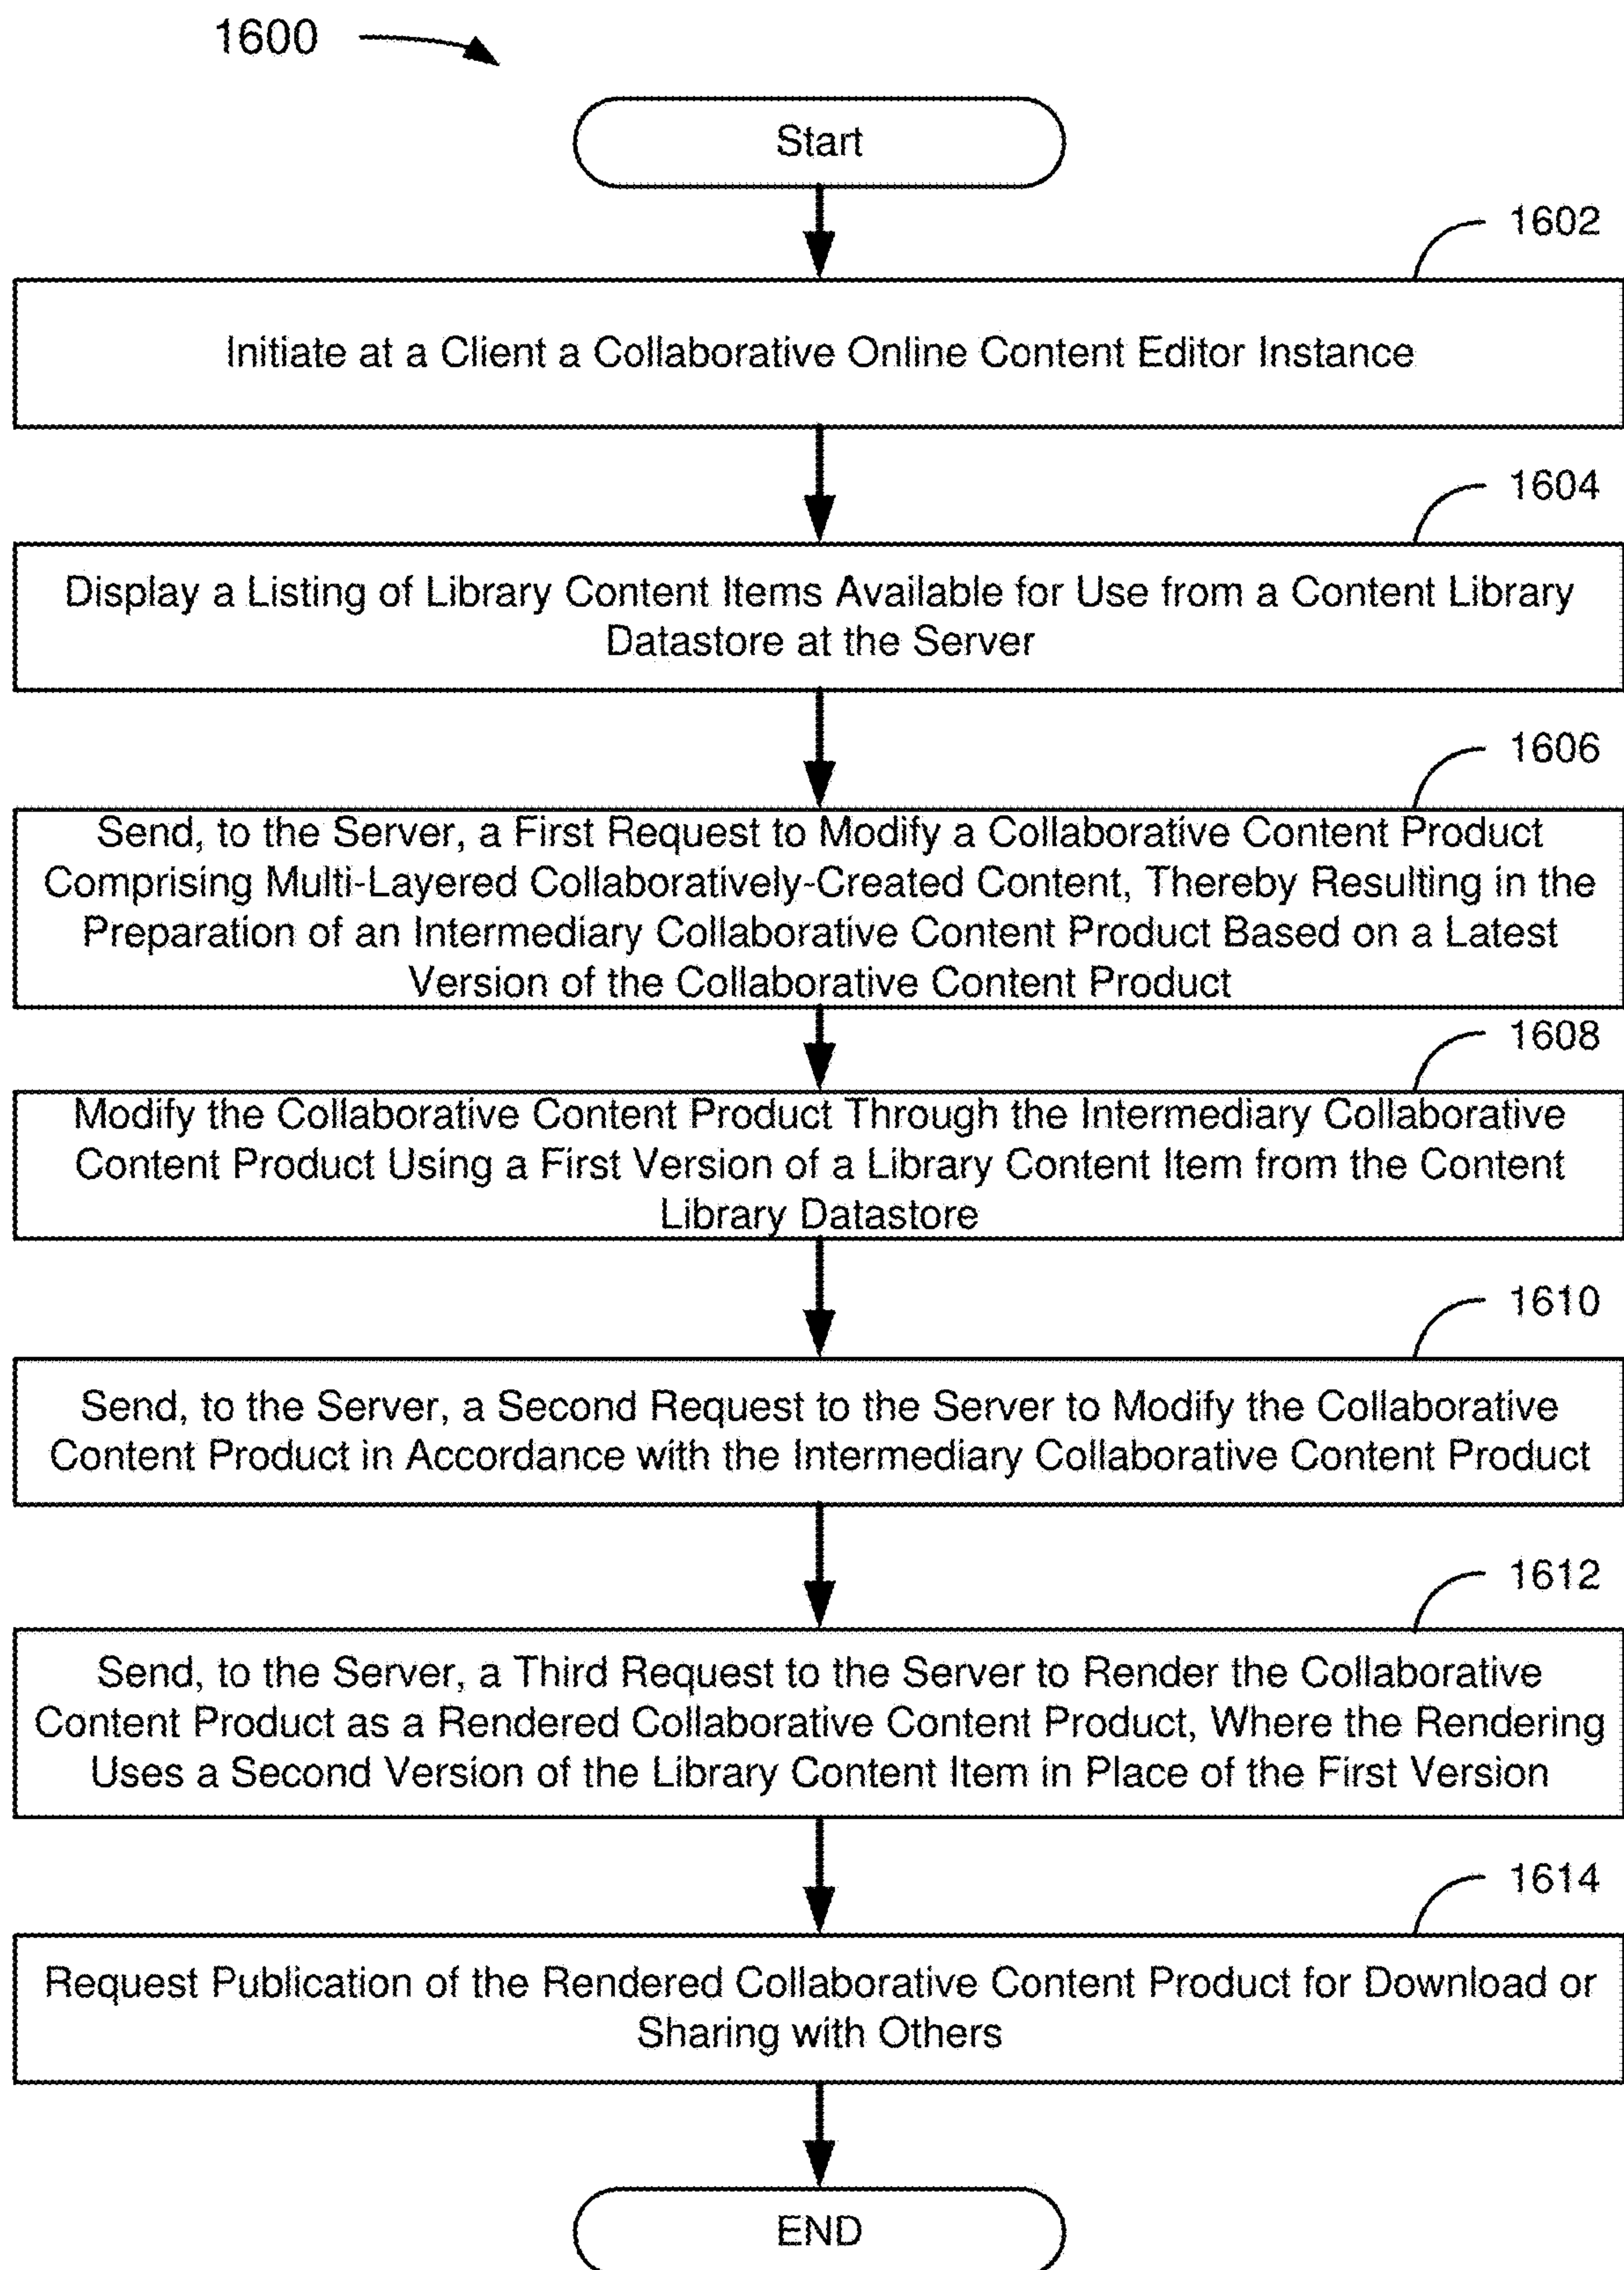 1600
Start
1602
Initiate at a Client a Collaborative Online Content Editor Instance
1604
Display a Listing of Library Content Items Available for Use from a Content Library
Datastore at the Server
1606
Send, to the Server, a First Request to Modify a Collaborative Content Product
Comprising Multi-Layered Collaboratively-Created Content, Thereby Resulting in the
Preparation of an Intermediary Collaborative Content Product Based on a Latest
Version of the Collaborative Content Product
1608
Modify the Collaborative Content Product Through the Intermediary Collaborative
Content Product Using a First Version of a Library Content Item from the Content
Library Datastore
1610
Send, to the Server, a Second Request to the Server to Modify the Collaborative
Content Product in Accordance with the Intermediary Collaborative Content Product
1612
Send, to the Server, a Third Request to the Server to Render the Collaborative
Content Product as a Rendered Collaborative Content Product, Where the Rendering
Uses a Second Version of the Library Content Item in Place of the First Version
1614
Request Publication of the Rendered Collaborative Content Product for Download or
Sharing with Others
END